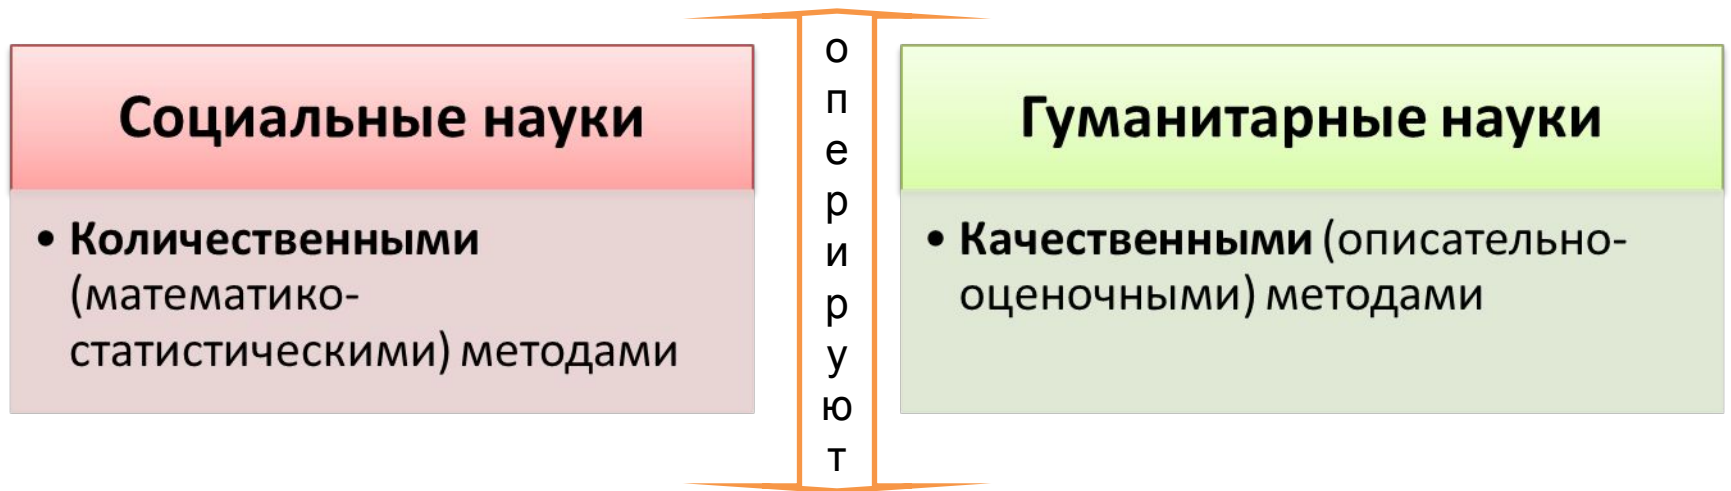 Социальные науки
• Количественными
(математико-
статистическими) методами
о
п
е
р
и
р
у
ю
т
Гуманитарные науки
• Качественными (описательно-
оценочными) методами